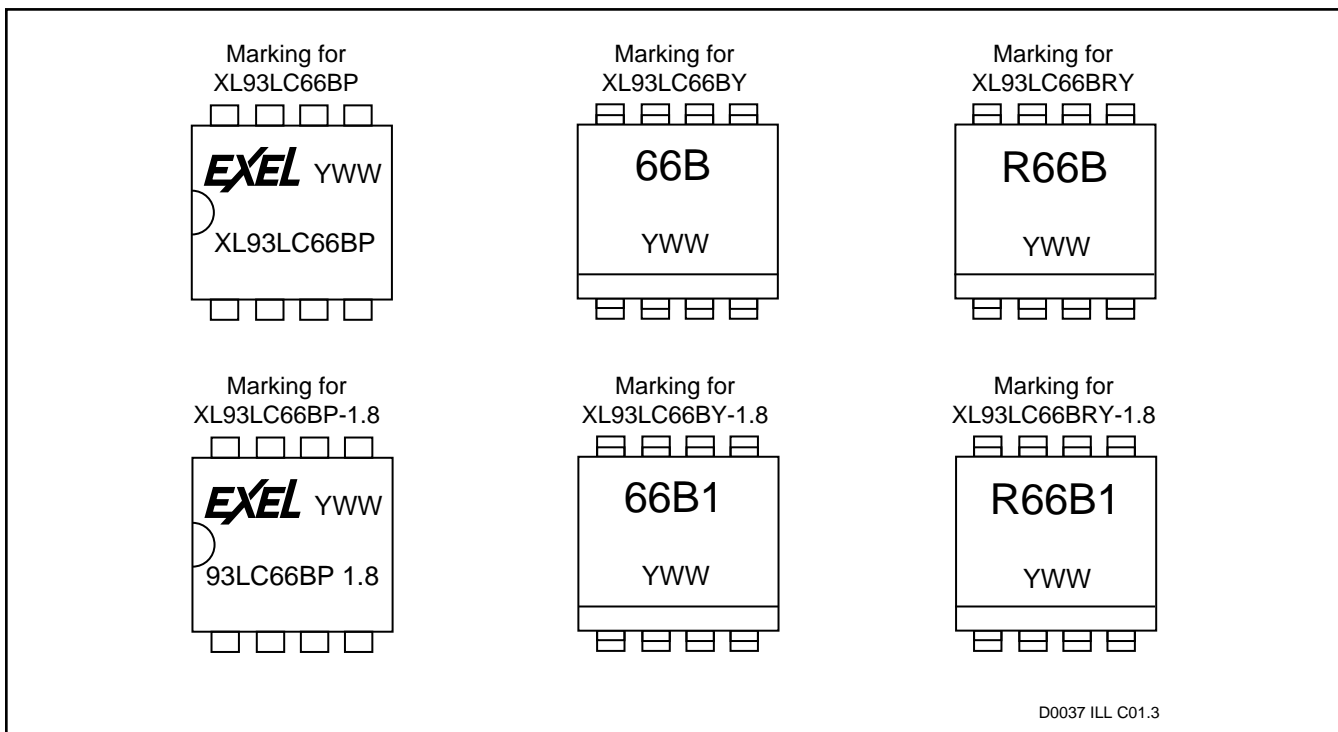 Marking for
XL93LC66BP
EXEL YWW
XL93LC66BP
Marking for
XL93LC66BY
66B
YWW
Marking for
XL93LC66BRY
R66B
YWW
Marking for
XL93LC66BP-1.8
EXEL YWW
93LC66BP 1.8
Marking for
XL93LC66BY-1.8
66B1
YWW
Marking for
XL93LC66BRY-1.8
R66B1
YWW
D0037 ILL C01.3